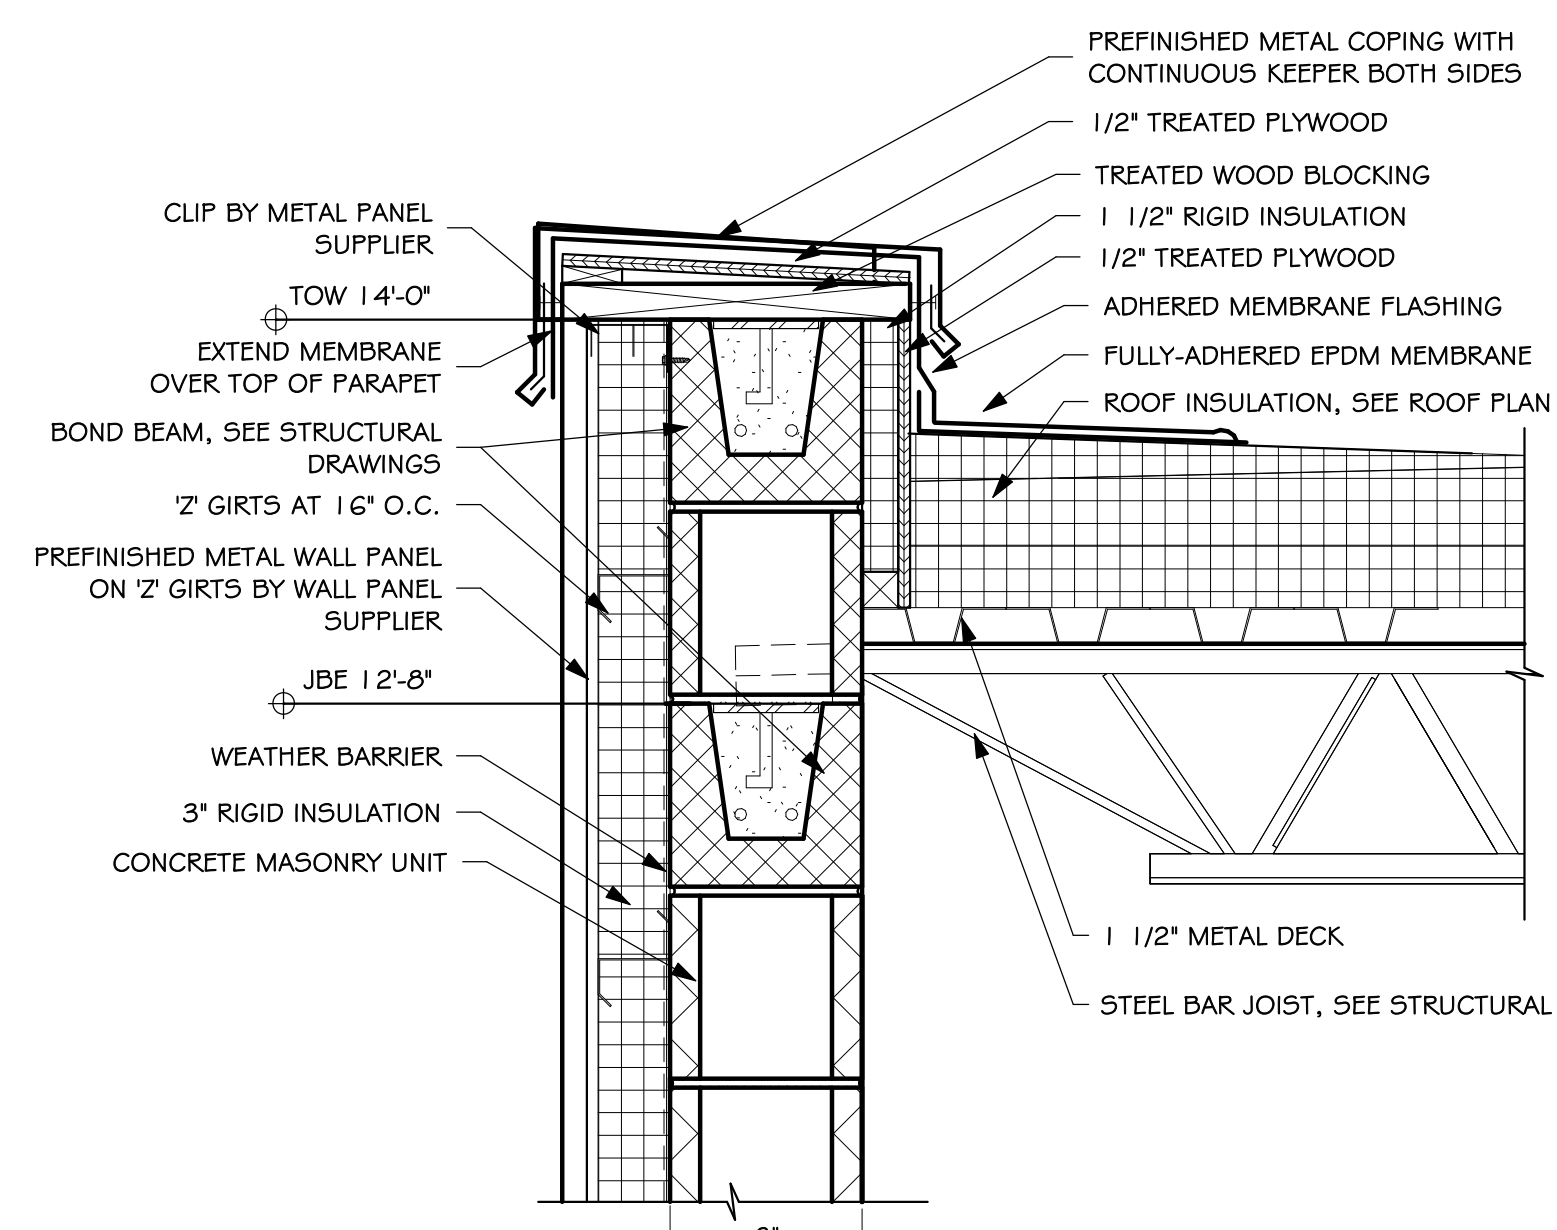 PREFINISHED METAL COPING WITH
CONTINUOUS KEEPER BOTH SIDES
1/2" TREATED PLYWOOD
TREATED WOOD BLOCKING
1 1/2" RIGID INSULATION
1/2" TREATED PLYWOOD
ADHERED MEMBRANE FLASHING
FULLY-ADHERED EPDM MEMBRANE
ROOF INSULATION, SEE ROOF PLAN
CLIP BY METAL PANEL
SUPPLIER
TOW 14'-0"
EXTEND MEMBRANE
OVER TOP OF PARAPET
BOND BEAM, SEE STRUCTURAL
DRAWINGS
'Z' GIRTS AT 16" O.C.
PREFINISHED METAL WALL PANEL
ON 'Z' GIRTS BY WALL PANEL
SUPPLIER
JBE 12'-8"
WEATHER BARRIER
3" RIGID INSULATION
CONCRETE MASONRY UNIT
1 1/2" METAL DECK
STEEL BAR JOIST, SEE STRUCTURAL